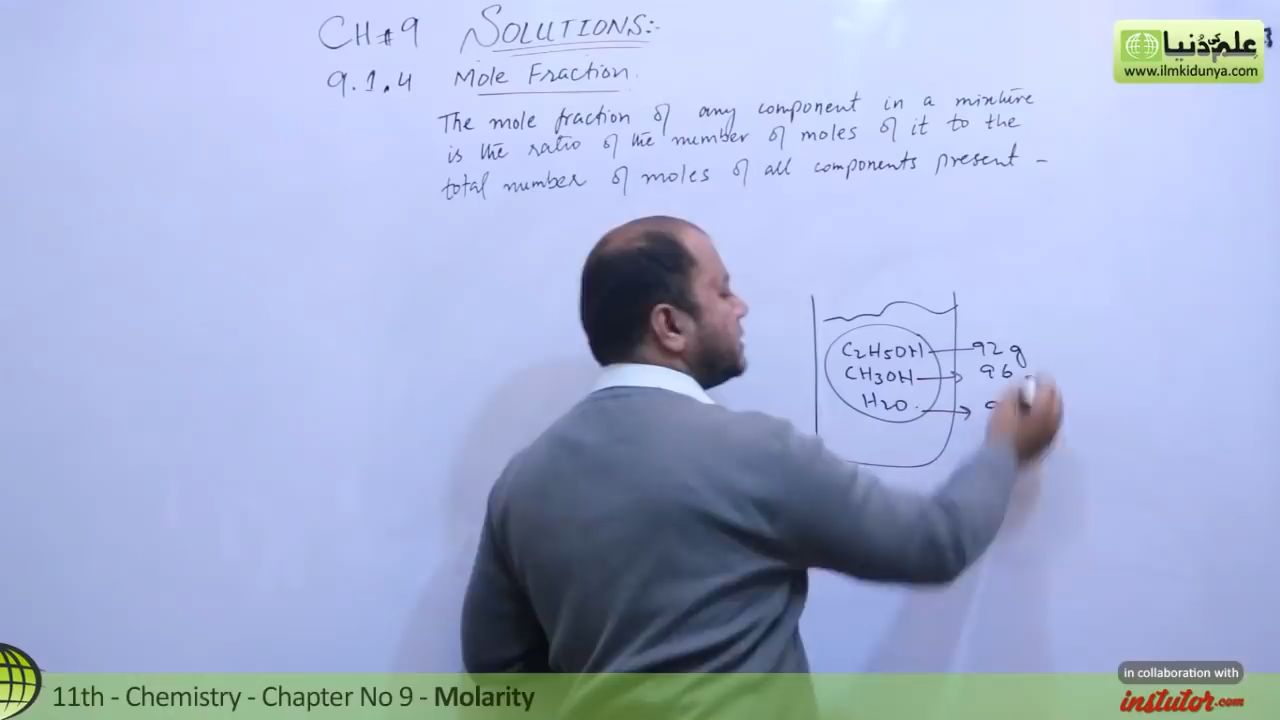 CH#9 SOLUTIONS:-
9.1.4 Mole Fraction.
The mole fraction of any component in a mixture
is the ratio of the number of moles of it to the
total number of moles of all components present -
C2H5OH 92 g
CH3OH → 96
H2O. →
علم کی دُنیا
www.ilmkidunya.com
in collaboration with
instutor.com
11th - Chemistry - Chapter No 9 - Molarity